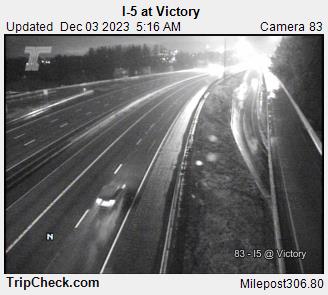 I-5 at Victory
Updated Dec 03 2023 5:16 AM Camera 83
T
N
83 - I5 @ Victory
TripCheck.com Milepost306.80